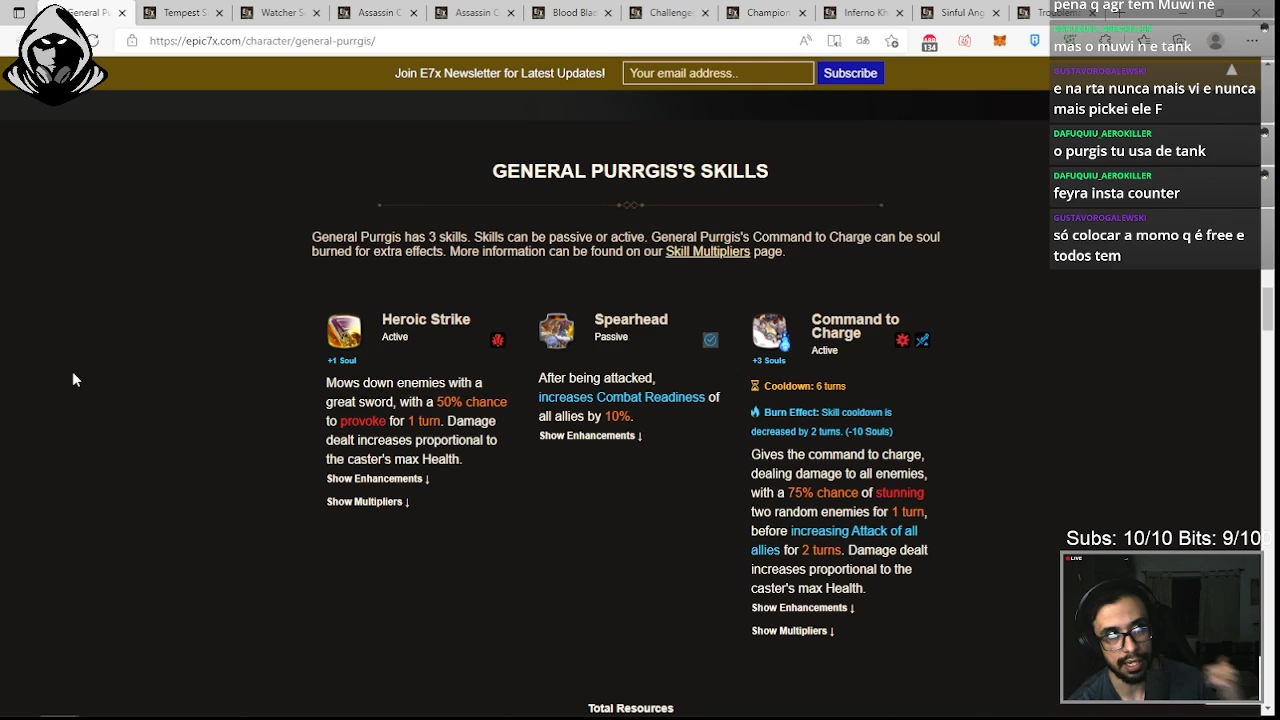 General Pu
Tempest S
Watcher S
Assassin C
Assassin C
Blood Blac
Challenge
Champion
Inferno Kh
Sinful Ang
Troublem
https://epic7x.com/character/general-purrgis/
134
Join E7x Newsletter for Latest Updates!
Your email address..
Subscribe
GENERAL PURRGIS'S SKILLS
General Purrgis has 3 skills. Skills can be passive or active. General Purrgis's Command to Charge can be soul
burned for extra effects. More information can be found on our Skill Multipliers page.
Heroic Strike
Active
+1 Soul
Mows down enemies with a
great sword, with a 50% chance
to provoke for 1 turn. Damage
dealt increases proportional to
the caster's max Health.
Show Enhancements ↓
Show Multipliers ↓
Spearhead
Passive
After being attacked,
increases Combat Readiness of
all allies by 10%.
Show Enhancements ↓
Command to
Charge
Active
+3 Souls
Cooldown: 6 turns
Burn Effect: Skill cooldown is
decreased by 2 turns. (-10 Souls)
Gives the command to charge,
dealing damage to all enemies,
with a 75% chance of stunning
two random enemies for 1 turn,
before increasing Attack of all
allies for 2 turns. Damage dealt
increases proportional to the
caster's max Health.
Show Enhancements ↓
Show Multipliers ↓
Total Resources
pena q agr tem Muwi né
mas o muwi n e tank
GUSTAVOROGALEWSKI
e na rta nunca mais vi e nunca
mais pickei ele F
DAFUQUIU_AEROKILLER
o purgis tu usa de tank
DAFUQUIU_AEROKILLER
feyra insta counter
GUSTAVOROGALEWSKI
só colocar a momo q é free e
todos tem
Subs: 10/10 Bits: 9/100
LIVE